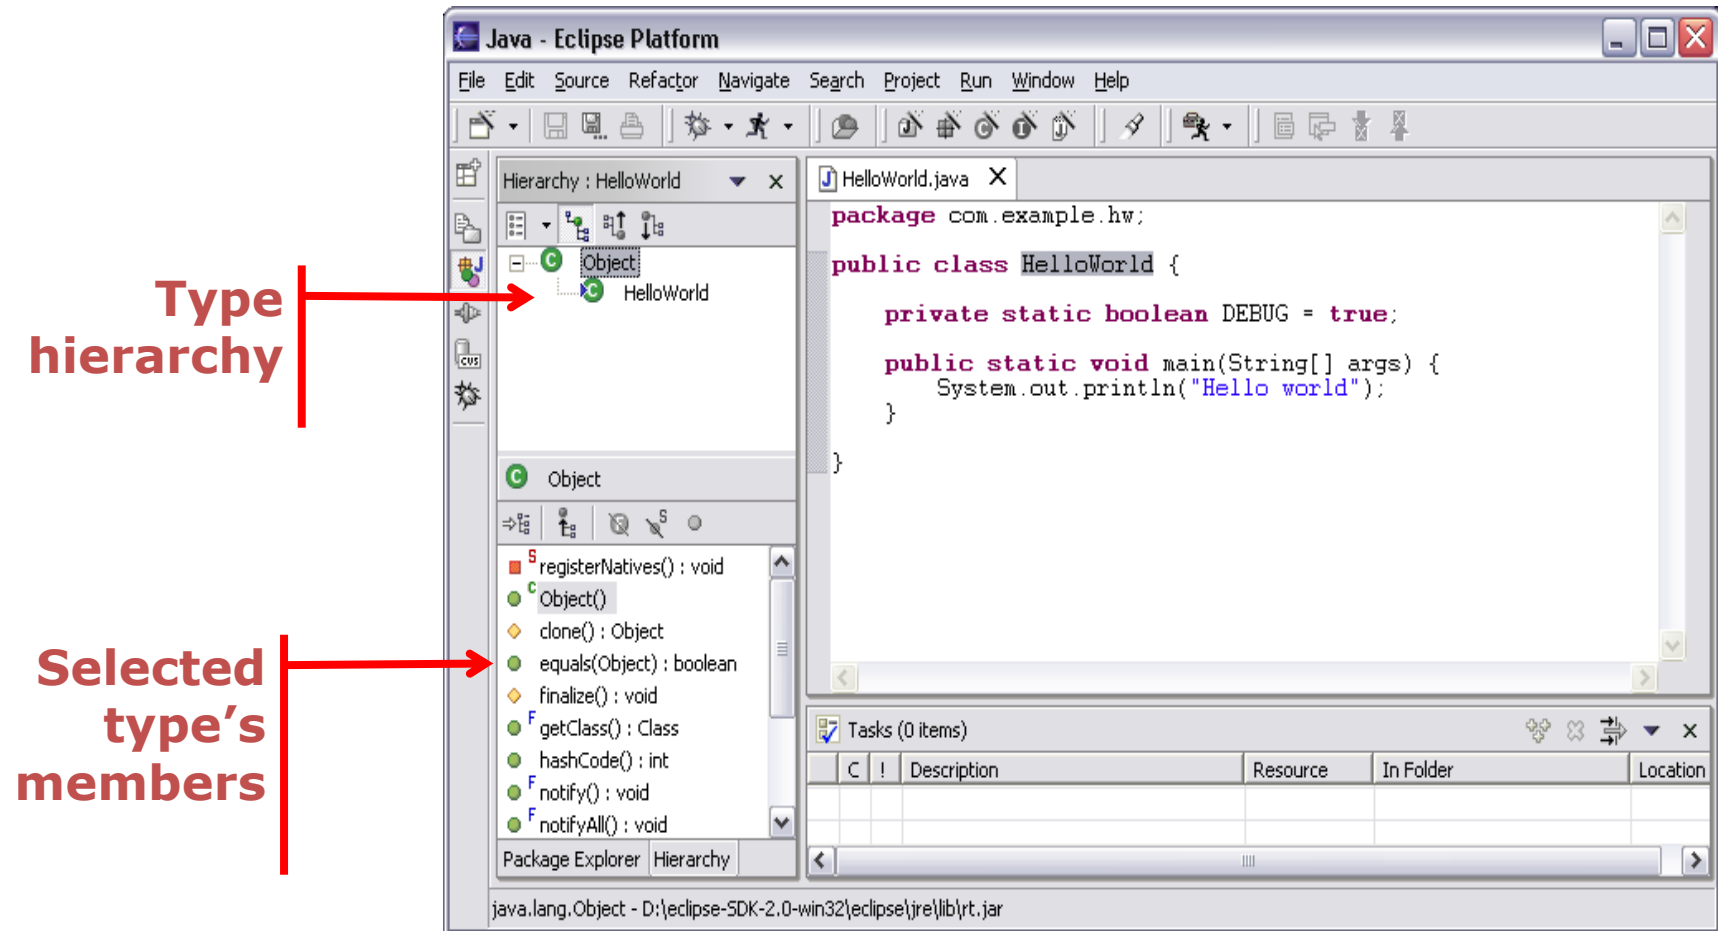 Java - Eclipse Platform
File Edit Source Refactor Navigate Search Project Run Window Help
Hierarchy : HelloWorld
Object
HelloWorld
Type
hierarchy
Object
registerNatives() : void
Object()
clone() : Object
equals(Object) : boolean
finalize() : void
getClass() : Class
hashCode() : int
notify() : void
notifyAll() : void
Selected
type’s
members
Package Explorer Hierarchy
HelloWorld.java
package com.example.hw;
public class HelloWorld {
private static boolean DEBUG = true;
public static void main(String[] args) {
System.out.println("Hello world");
}
}
Tasks (0 items)
C ! Description Resource In Folder Location
java.lang.Object - D:\eclipse-SDK-2.0-win32\eclipse\jre\lib\rt.jar